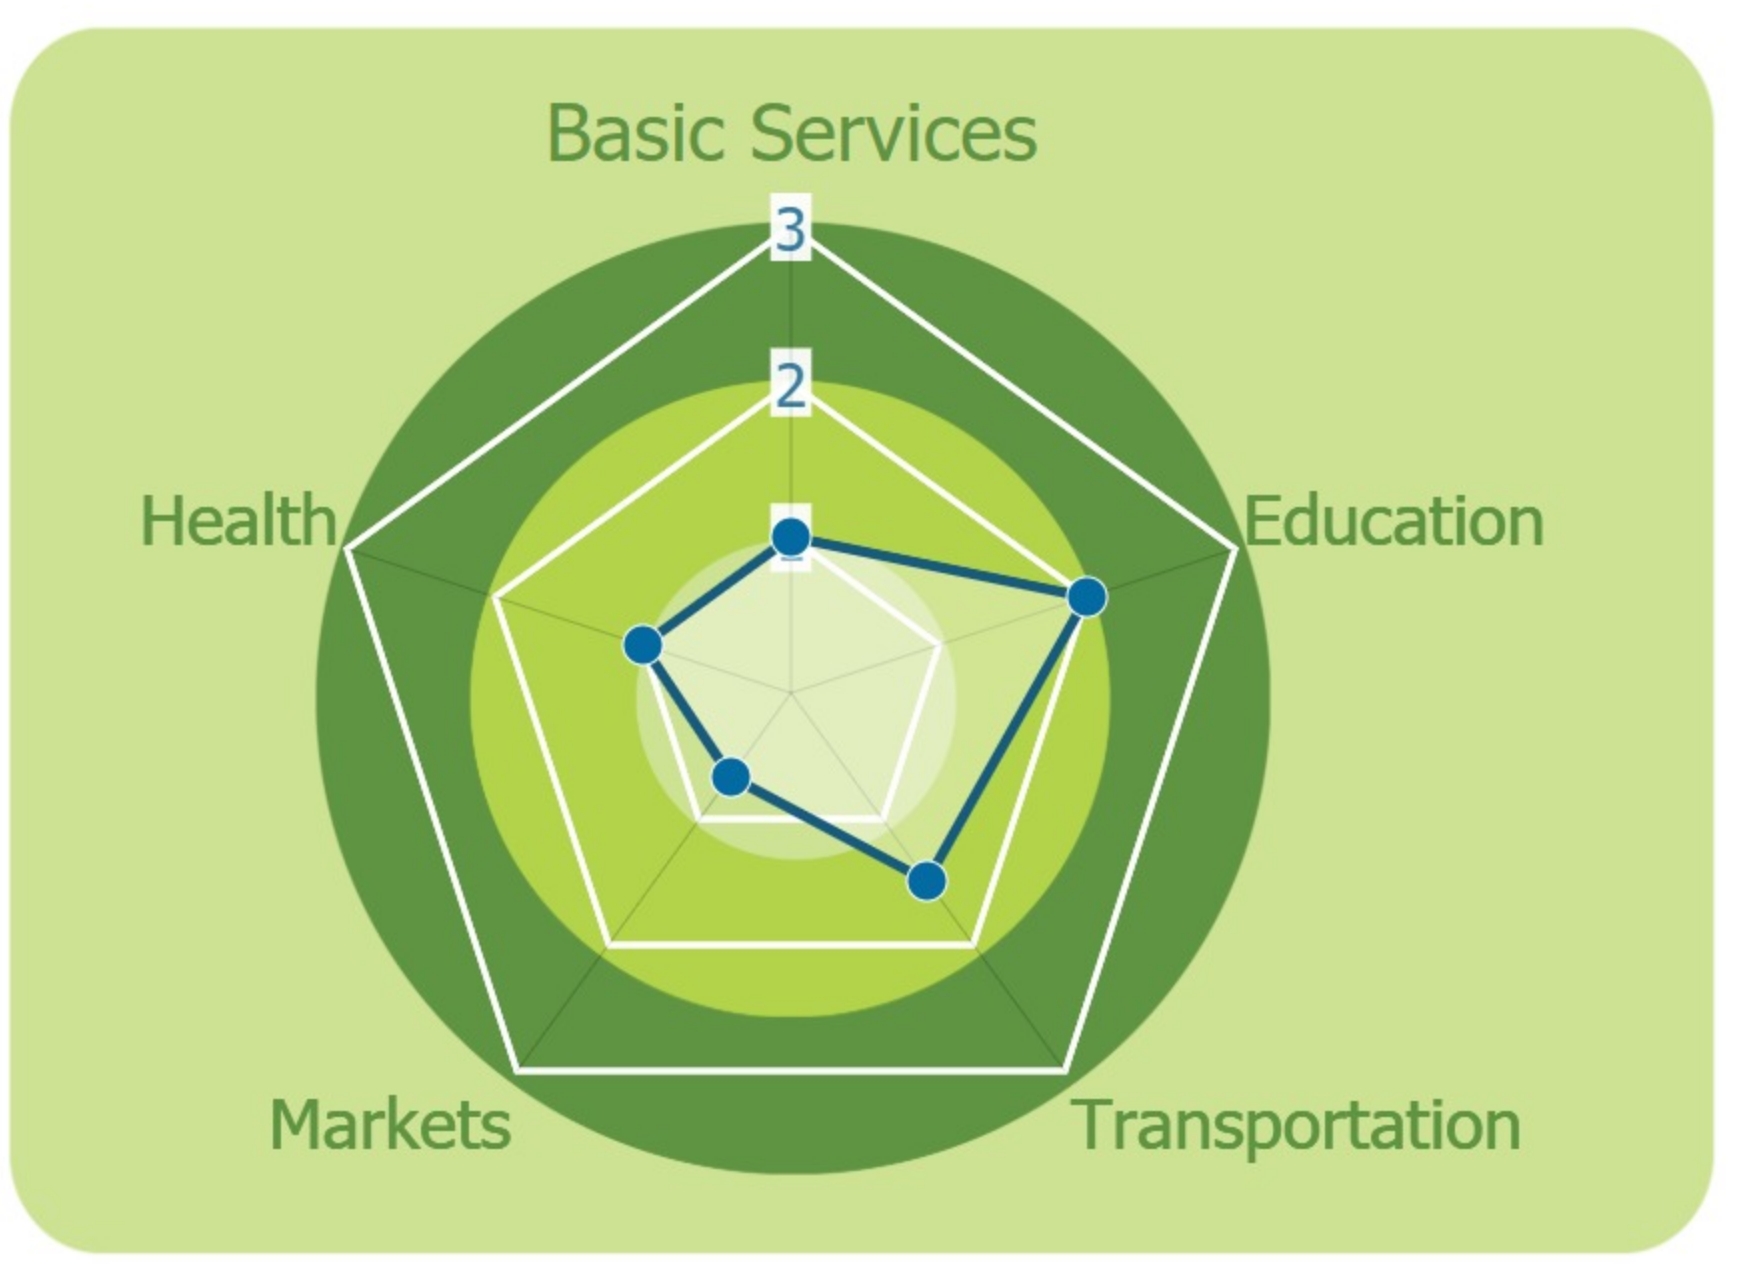 Basic Services
3
2
Health
Education
Markets
Transportation